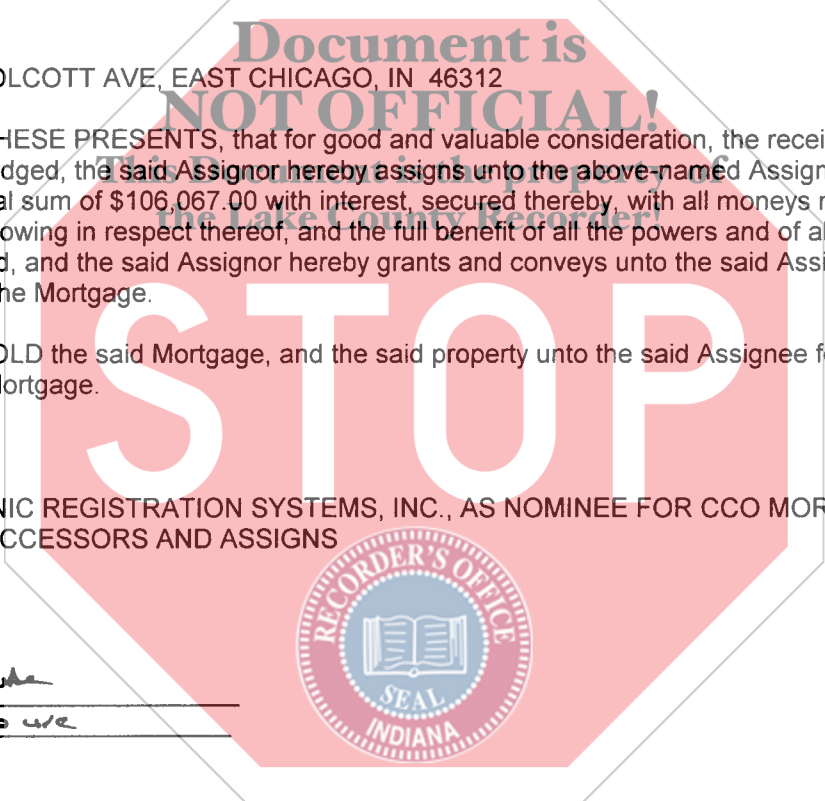 Document is
OLCOTT AVE, EAST CHICAGO, IN 46312
NOT OFFICIAL!
HESE PRESENTS, that for good and valuable consideration, the recei
dged, the said Assignor hereby assigns unto the above-named Assign
This Document is the property of
al sum of $106,067.00 with interest, secured thereby, with all moneys
the Lake County Recorder!
owing in respect thereof, and the full benefit of all the powers and of al
d, and the said Assignor hereby grants and conveys unto the said Assi
he Mortgage.
STOP
OLD the said Mortgage, and the said property unto the said Assignee f
Mortgage.
NIC REGISTRATION SYSTEMS, INC., AS NOMINEE FOR CCO MOR
CCESSORS AND ASSIGNS
RECORDER'S OFFICE
SEAL
INDIANA